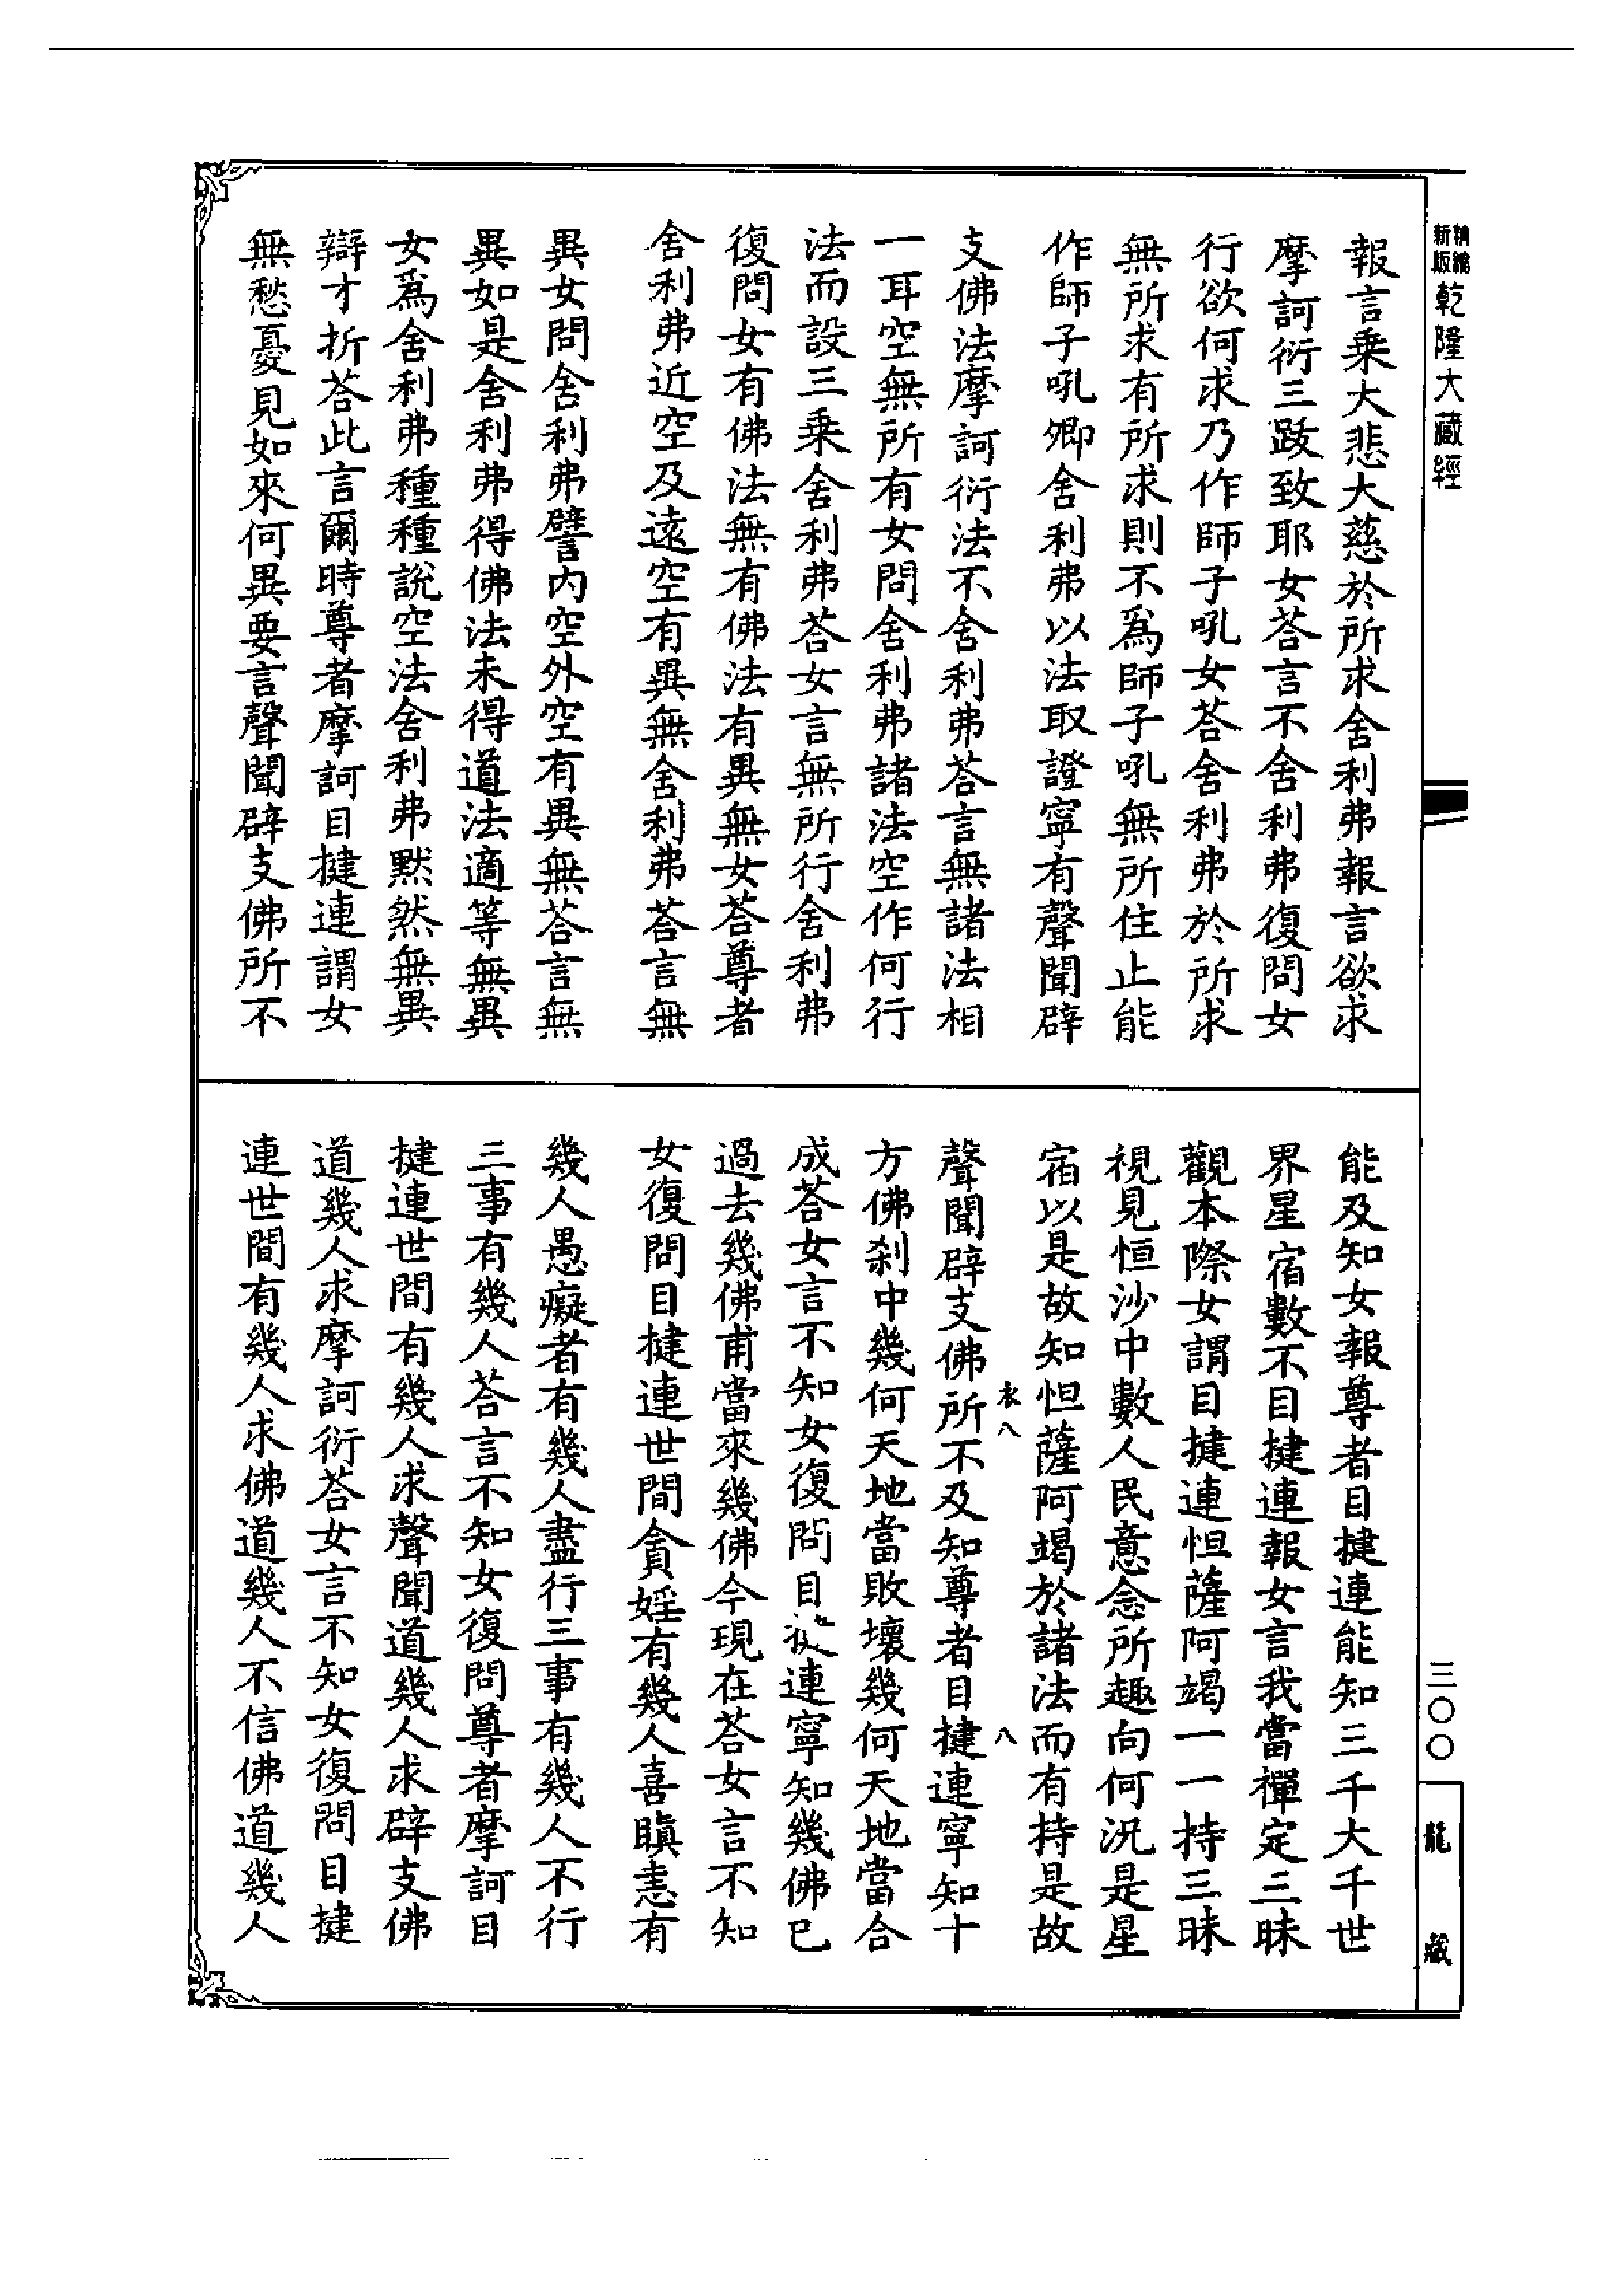 新版
精縮
乾隆大藏經
報言乘大悲大慈於所求舍利弗報言欲求
摩訶衍三跋致耶女荅言不舍利弗復問女
行欲何求乃作師子吼女荅舍利弗於所求
無所求有所求則不爲師子吼無所住止能
作師子吼卿舍利弗以法取證寧有聲聞辟
支佛法摩訶衍法不舍利弗荅言無諸法相
一耳空無所有女問舍利弗諸法空作何行
法而設三乘舍利弗荅女言無所行舍利弗
復問女有佛法無有佛法有異無女荅尊者
舍利弗近空及遠空有異無舍利弗荅言無
異女問舍利弗譬內空外空有異無荅言無
異如是舍利弗得佛法未得道法適等無異
女爲舍利弗種種說空法舍利弗默然無異
辯才折荅此言爾時尊者摩訶目揵連謂女
無愁憂見如來何異要言聲聞辟支佛所不
能及知女報尊者目揵連能知三千大千世
界星宿數不目揵連報女言我當禪定三昧
觀本際女謂目揵連怛薩阿竭一一持三昧
視見恒沙中數人民意念所趣向何況是星
宿以是故知怛薩阿竭於諸法而有持是故
衣八
八
聲聞辟支佛所不及知尊者目揵連寧知十
方佛剎中幾何天地當敗壞幾何天地當合
成荅女言不知女復問目揵連寧知幾佛已
過去幾佛甫當來幾佛今現在荅女言不知
女復問目揵連世間貪婬有幾人喜瞋恚有
幾人愚癡者有幾人盡行三事有幾人不行
三事有幾人荅言不知女復問尊者摩訶目
揵連世間有幾人求聲聞道幾人求辟支佛
道幾人求摩訶衍荅女言不知女復問目揵
連世間有幾人求佛道幾人不信佛道幾人
三〇〇
龍藏